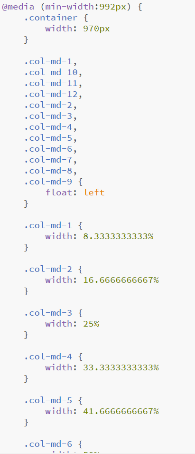 @media (min-width:992px) {
.container {
width: 970px
}
.col-md-1,
.col-md-10,
.col-md-11,
.col-md-12,
.col-md-2,
.col-md-3,
.col-md-4,
.col-md-5,
.col-md-6,
.col-md-7,
.col-md-8,
.col-md-9 {
float: left
}
.col-md-1 {
width: 8.3333333333%
}
.col-md-2 {
width: 16.6666666667%
}
.col-md-3 {
width: 25%
}
.col-md-4 {
width: 33.3333333333%
}
.col-md-5 {
width: 41.6666666667%
}
.col-md-6 {